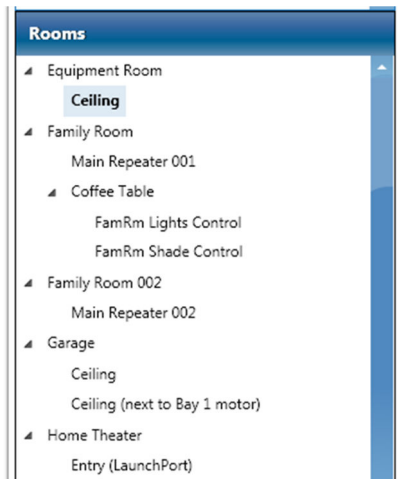 Rooms
Equipment Room
Ceiling
Family Room
Main Repeater 001
Coffee Table
FamRm Lights Control
FamRm Shade Control
Family Room 002
Main Repeater 002
Garage
Ceiling
Ceiling (next to Bay 1 motor)
Home Theater
Entry (LaunchPort)